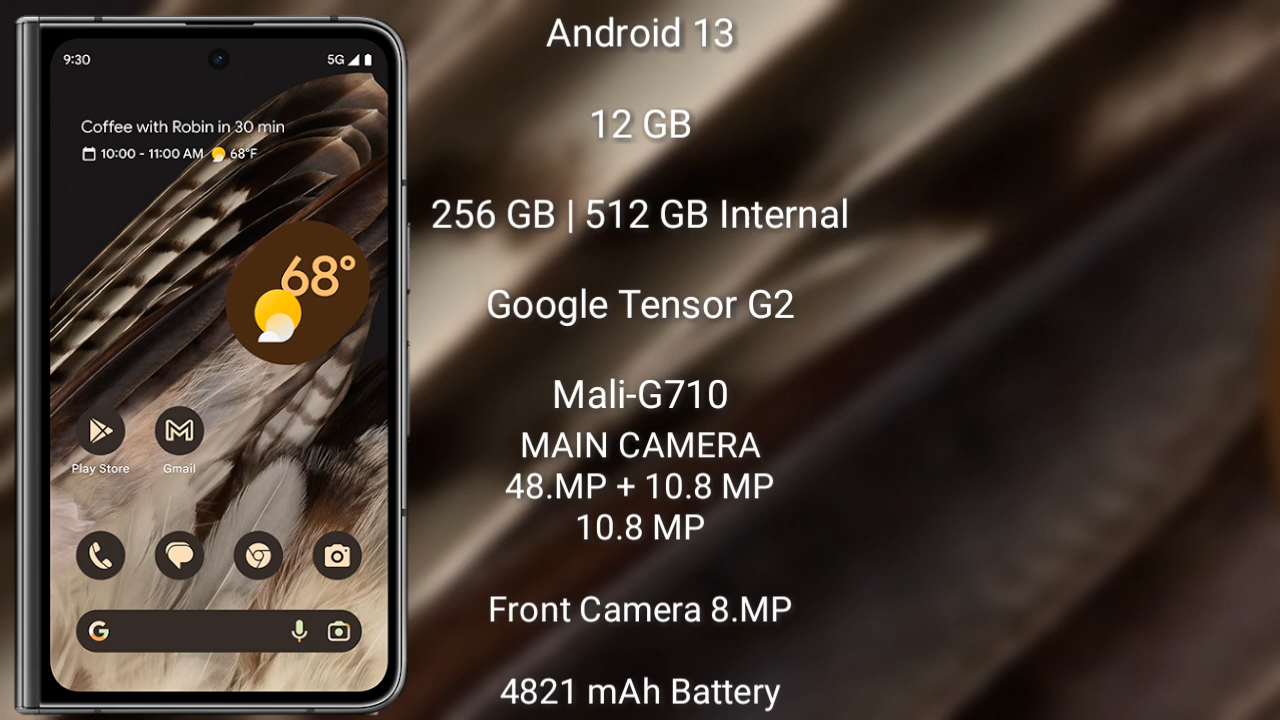 9:30
5G
Coffee with Robin in 30 min
10:00 - 11:00 AM 68°F
68°
Play Store
Gmail
G
Android 13
12 GB
256 GB | 512 GB Internal
Google Tensor G2
Mali-G710
MAIN CAMERA
48.MP + 10.8 MP
10.8 MP
Front Camera 8.MP
4821 mAh Battery